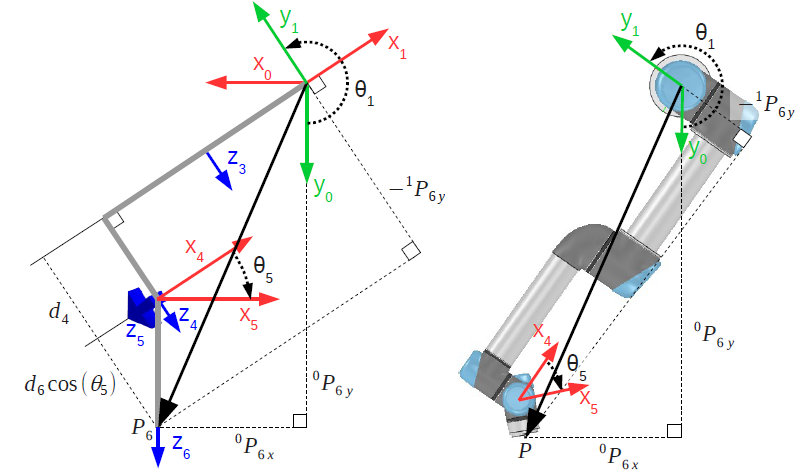 y₁
x₁
x₀
θ₁
z₃
y₀
−¹P₆y
x₄
θ₅
d₄
z₅
z₄
x₅
d₆cos(θ₅)
⁰P₆y
P₆
z₆
⁰P₆x
y₁
θ₁
−¹P₆y
y₀
⁰P₆y
x₄
θ₅
x₅
P
⁰P₆x